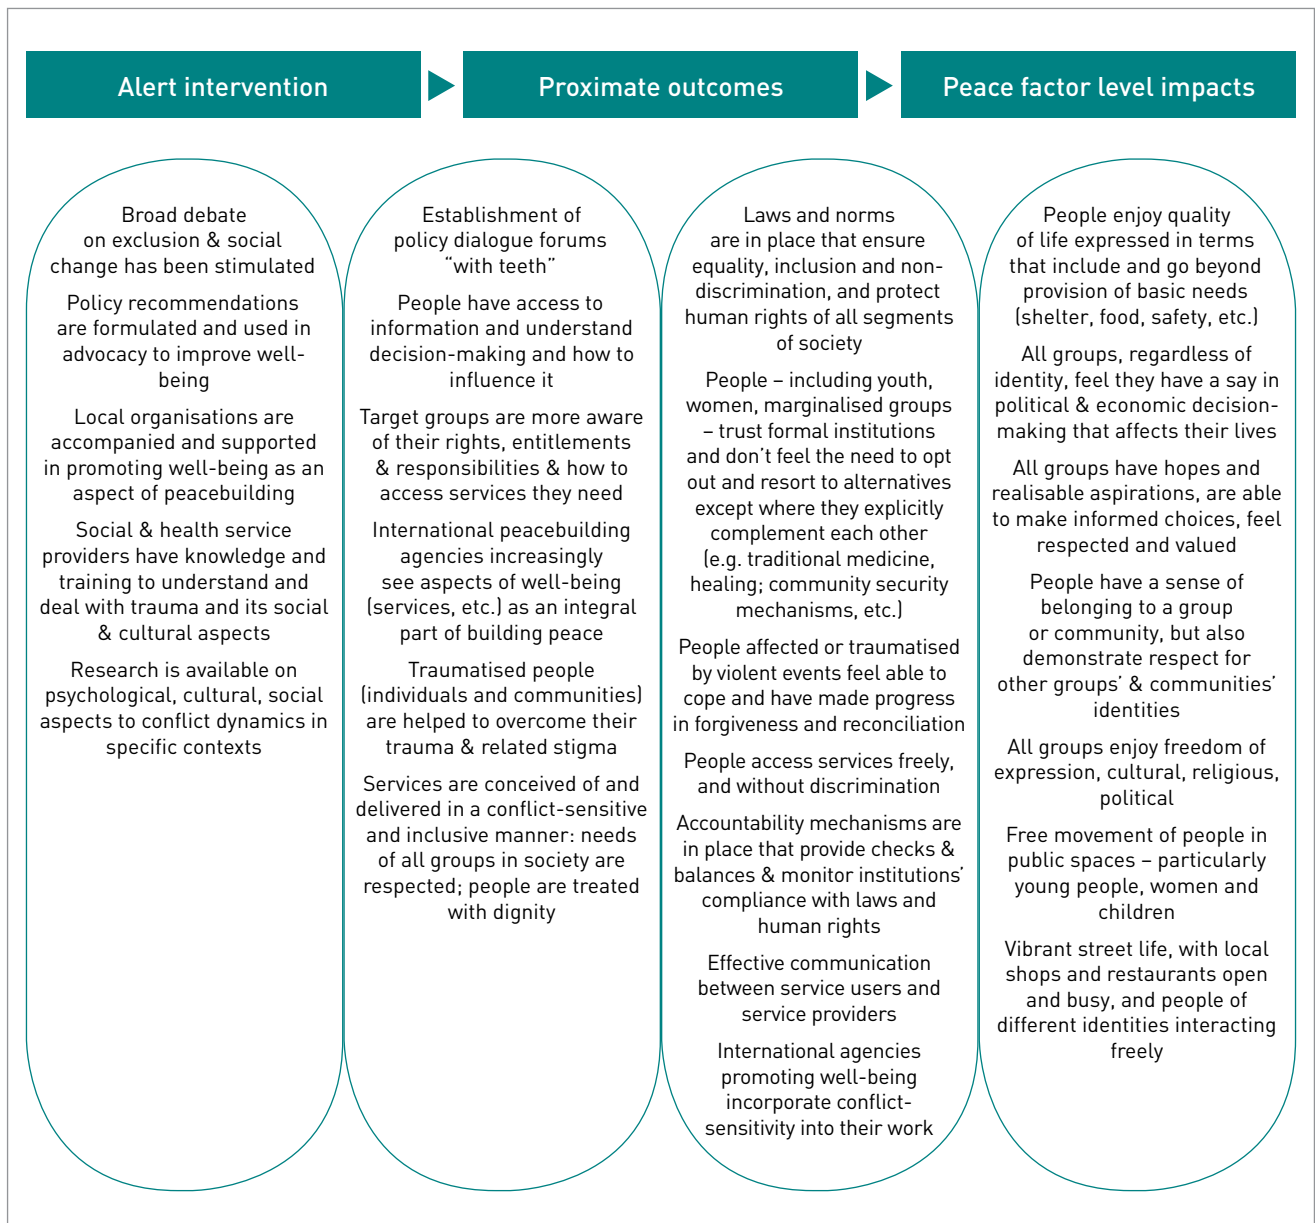 Alert intervention
Proximate outcomes
Peace factor level impacts
Broad debate
on exclusion & social
change has been stimulated
Policy recommendations
are formulated and used in
advocacy to improve well-
being
Local organisations are
accompanied and supported
in promoting well-being as an
aspect of peacebuilding
Social & health service
providers have knowledge and
training to understand and
deal with trauma and its social
& cultural aspects
Research is available on
psychological, cultural, social
aspects to conflict dynamics in
specific contexts
Establishment of
policy dialogue forums
“with teeth”
People have access to
information and understand
decision-making and how to
influence it
Target groups are more aware
of their rights, entitlements
& responsibilities & how to
access services they need
International peacebuilding
agencies increasingly
see aspects of well-being
(services, etc.) as an integral
part of building peace
Traumatised people
(individuals and communities)
are helped to overcome their
trauma & related stigma
Services are conceived of and
delivered in a conflict-sensitive
and inclusive manner: needs
of all groups in society are
respected; people are treated
with dignity
Laws and norms
are in place that ensure
equality, inclusion and non-
discrimination, and protect
human rights of all segments
of society
People – including youth,
women, marginalised groups
– trust formal institutions
and don’t feel the need to opt
out and resort to alternatives
except where they explicitly
complement each other
(e.g. traditional medicine,
healing; community security
mechanisms, etc.)
People affected or traumatised
by violent events feel able to
cope and have made progress
in forgiveness and reconciliation
People access services freely,
and without discrimination
Accountability mechanisms are
in place that provide checks &
balances & monitor institutions’
compliance with laws and
human rights
Effective communication
between service users and
service providers
International agencies
promoting well-being
incorporate conflict-
sensitivity into their work
People enjoy quality
of life expressed in terms
that include and go beyond
provision of basic needs
(shelter, food, safety, etc.)
All groups, regardless of
identity, feel they have a say in
political & economic decision-
making that affects their lives
All groups have hopes and
realisable aspirations, are able
to make informed choices, feel
respected and valued
People have a sense of
belonging to a group
or community, but also
demonstrate respect for
other groups’ & communities’
identities
All groups enjoy freedom of
expression, cultural, religious,
political
Free movement of people in
public spaces – particularly
young people, women and
children
Vibrant street life, with local
shops and restaurants open
and busy, and people of
different identities interacting
freely